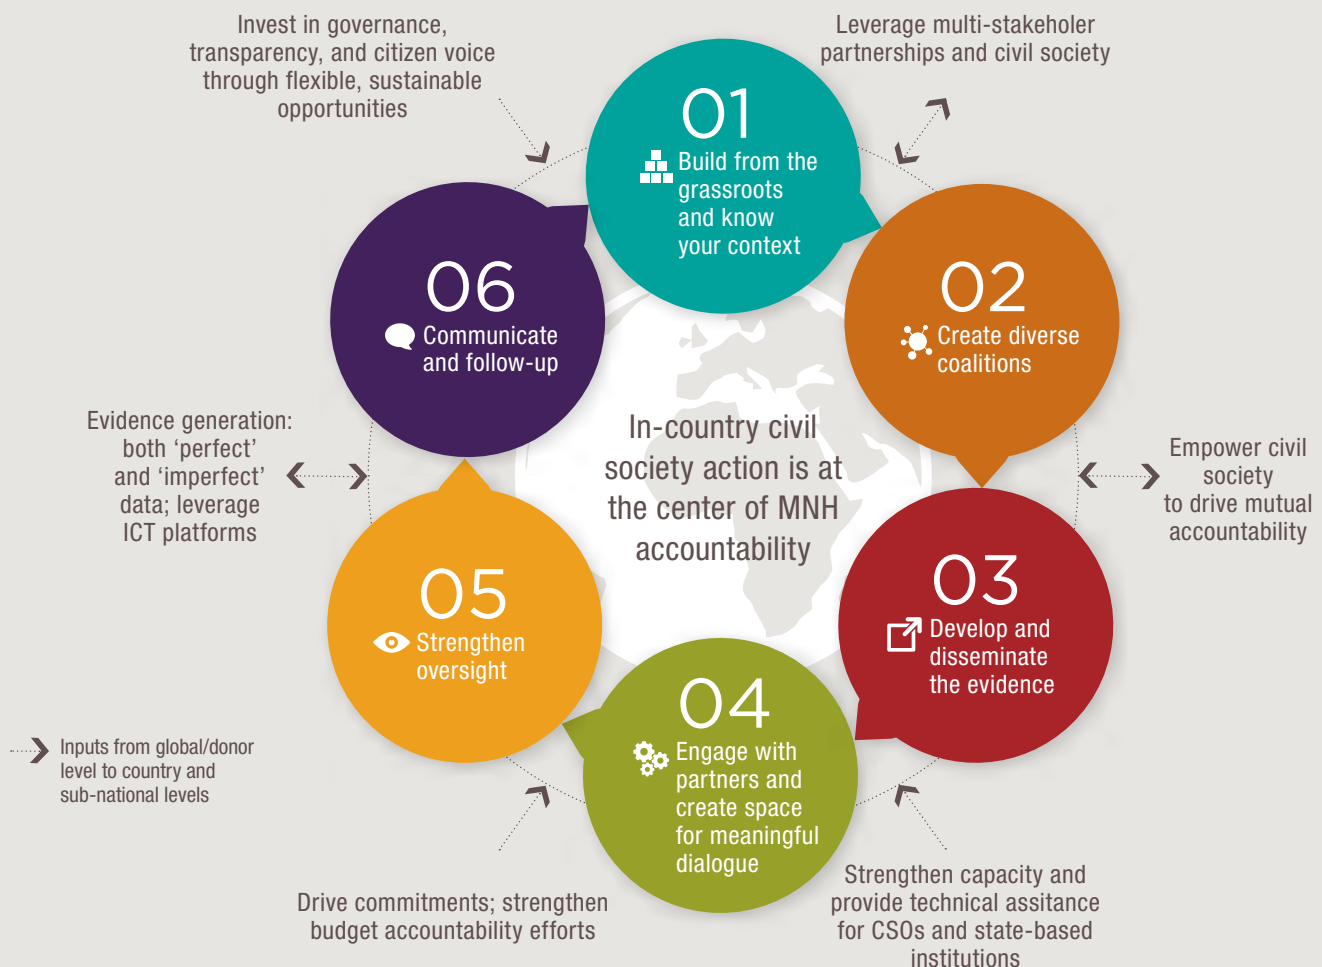 Invest in governance,
transparency, and citizen voice
through flexible, sustainable
opportunities
Leverage multi-stakeholer
partnerships and civil society
01
Build from the
grassroots
and know
your context
02
Create diverse
coalitions
06
Communicate
and follow-up
Evidence generation:
both ‘perfect’
and ‘imperfect’
data; leverage
ICT platforms
In-country civil
society action is at
the center of MNH
accountability
Empower civil
society
to drive mutual
accountability
03
Develop and
disseminate
the evidence
05
Strengthen
oversight
04
Engage with
partners and
create space
for meaningful
dialogue
Inputs from global/donor
level to country and
sub-national levels
Drive commitments; strengthen
budget accountability efforts
Strengthen capacity and
provide technical assitance
for CSOs and state-based
institutions